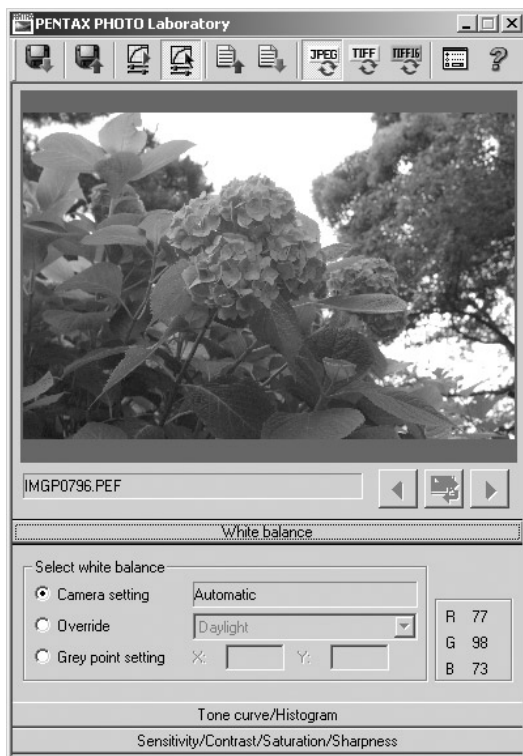 PENTAX PHOTO Laboratory
JPEG TIFF TIFF16 ?
IMGP0796.PEF
White balance
Select white balance
Camera setting Automatic
Override Daylight
Grey point setting X: Y:
R 77
G 98
B 73
Tone curve/Histogram
Sensitivity/Contrast/Saturation/Sharpness